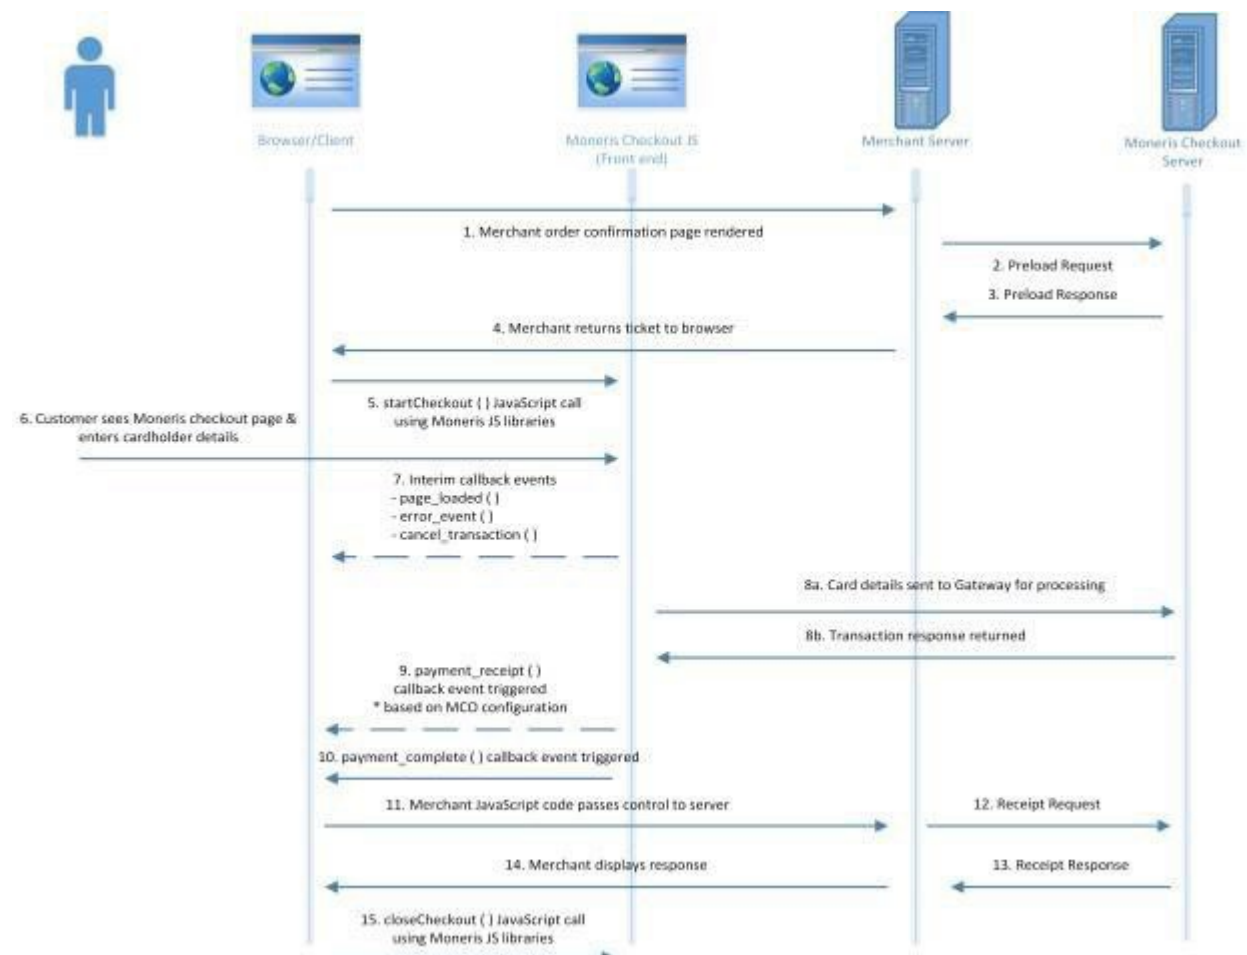 Browser/Client
Moneris Checkout JS
(Front end)
Merchant Server
Moneris Checkout
Server
1. Merchant order confirmation page rendered
2. Preload Request
3. Preload Response
4. Merchant returns ticket to browser
5. startCheckout ( ) JavaScript call
using Moneris JS libraries
6. Customer sees Moneris checkout page &
enters cardholder details
7. Interim callback events
- page_loaded ( )
- error_event ( )
- cancel_transaction ( )
8a. Card details sent to Gateway for processing
8b. Transaction response returned
9. payment_receipt ( )
callback event triggered
* based on MCO configuration
10. payment_complete ( ) callback event triggered
11. Merchant JavaScript code passes control to server
12. Receipt Request
14. Merchant displays response
13. Receipt Response
15. closeCheckout ( ) JavaScript call
using Moneris JS libraries